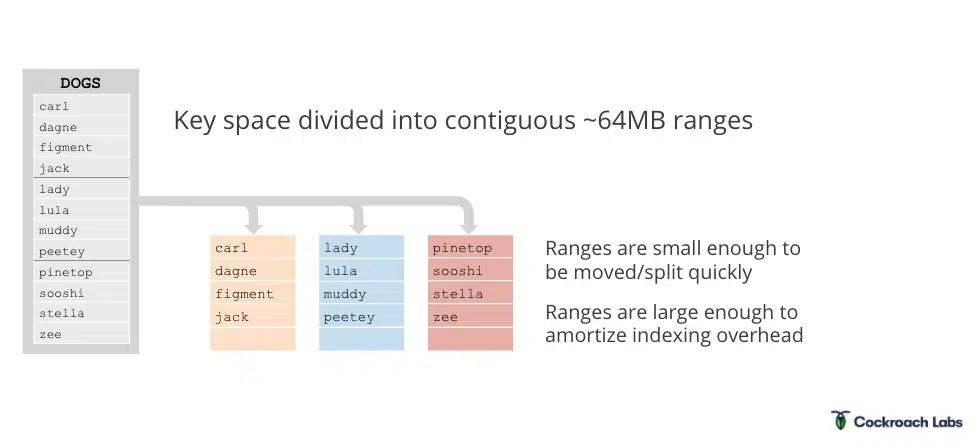 DOGS
carl
dagne
figment
jack
lady
lula
muddy
peetey
pinetop
sooshi
stella
zee
Key space divided into contiguous ~64MB ranges
carl
dagne
figment
jack
lady
lula
muddy
peetey
pinetop
sooshi
stella
zee
Ranges are small enough to
be moved/split quickly
Ranges are large enough to
amortize indexing overhead
Cockroach Labs